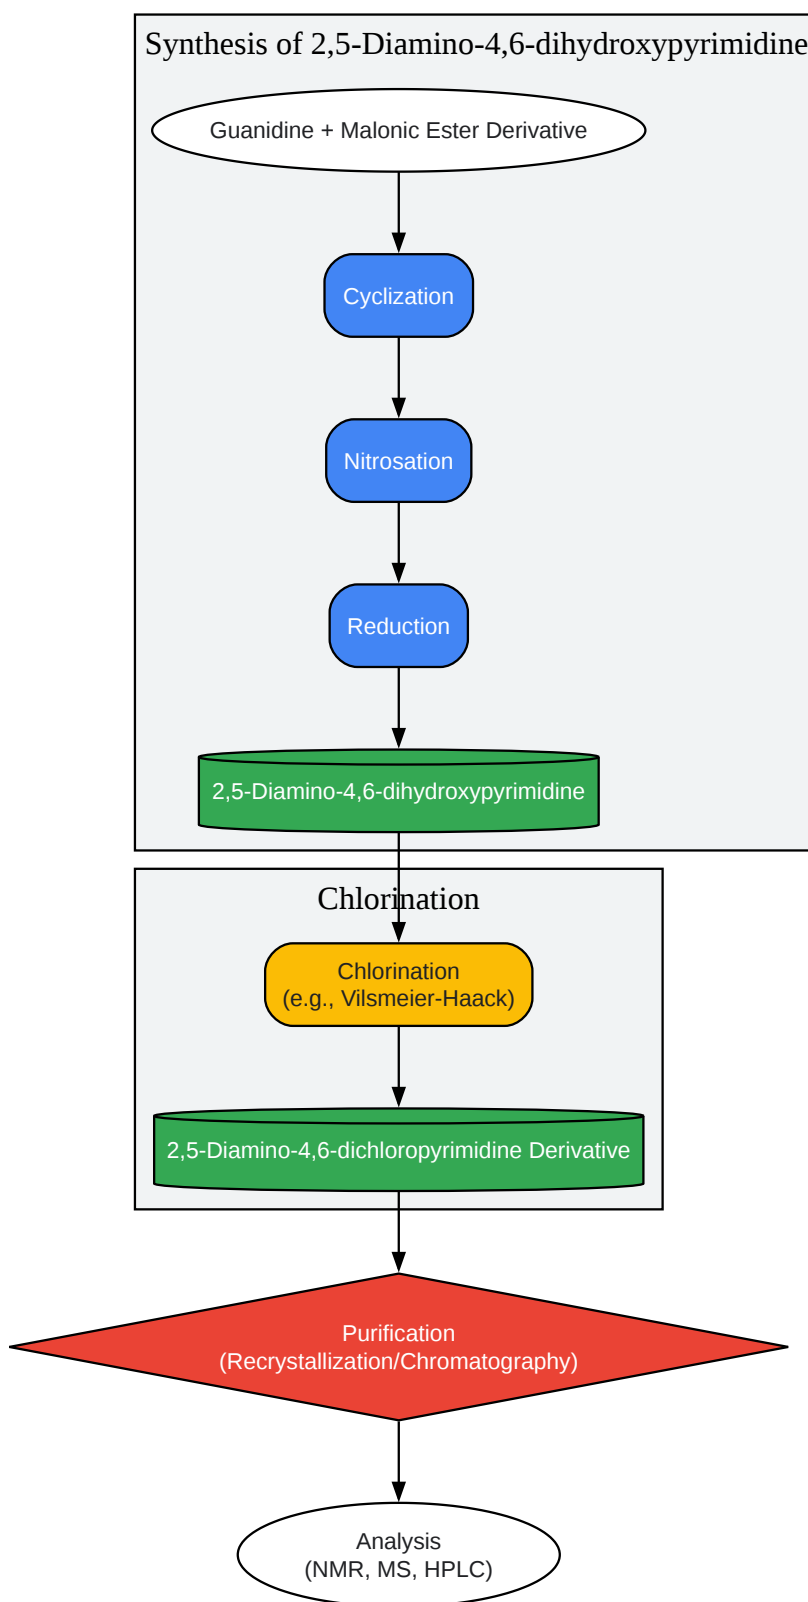 Synthesis of 2,5-Diamino-4,6-dihydroxypyrimidine
Guanidine + Malonic Ester Derivative
Cyclization
Nitrosation
Reduction
2,5-Diamino-4,6-dihydroxypyrimidine
Chlorination
Chlorination
(e.g., Vilsmeier-Haack)
2,5-Diamino-4,6-dichloropyrimidine Derivative
Purification
(Recrystallization/Chromatography)
Analysis
(NMR, MS, HPLC)